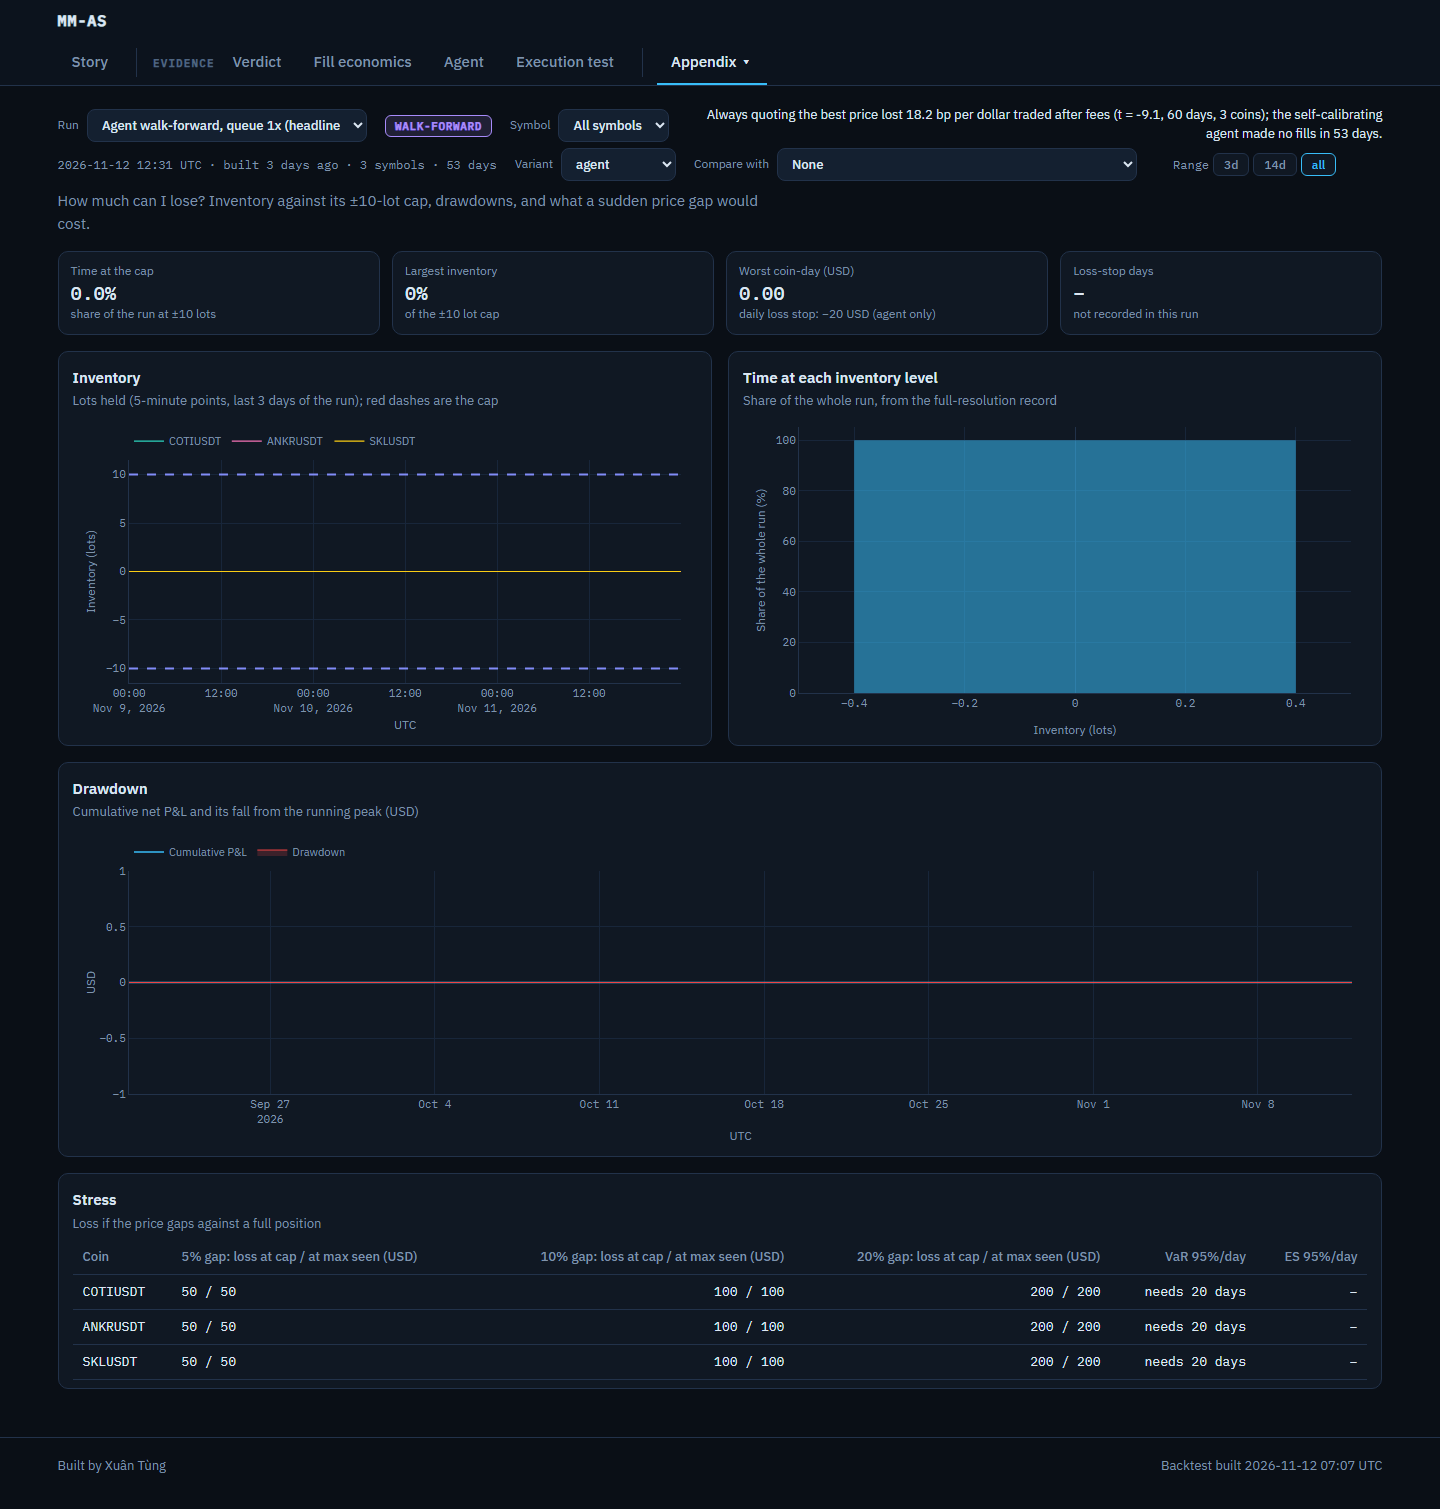 MM-AS
Story
EVIDENCE
Verdict
Fill economics
Agent
Execution test
Appendix ▾
Run
Agent walk-forward, queue 1x (headline
WALK-FORWARD
Symbol
All symbols
Always quoting the best price lost 18.2 bp per dollar traded after fees (t = -9.1, 60 days, 3 coins); the self-calibrating
agent made no fills in 53 days.
2026-11-12 12:31 UTC · built 3 days ago · 3 symbols · 53 days
Variant
agent
Compare with
None
Range
3d
14d
all
How much can I lose? Inventory against its ±10-lot cap, drawdowns, and what a sudden price gap would
cost.
Time at the cap
0.0%
share of the run at ±10 lots
Largest inventory
0%
of the ±10 lot cap
Worst coin-day (USD)
0.00
daily loss stop: −20 USD (agent only)
Loss-stop days
–
not recorded in this run
Inventory
Lots held (5-minute points, last 3 days of the run); red dashes are the cap
COTIUSDT
ANKRUSDT
SKLUSDT
Inventory (lots)
10
5
0
−5
−10
00:00
Nov 9, 2026
12:00
00:00
Nov 10, 2026
12:00
00:00
Nov 11, 2026
12:00
UTC
Time at each inventory level
Share of the whole run, from the full-resolution record
Share of the whole run (%)
100
80
60
40
20
0
−0.4
−0.2
0
0.2
0.4
Inventory (lots)
Drawdown
Cumulative net P&L and its fall from the running peak (USD)
Cumulative P&L
Drawdown
USD
1
0.5
0
−0.5
−1
Sep 27
2026
Oct 4
Oct 11
Oct 18
Oct 25
Nov 1
Nov 8
UTC
Stress
Loss if the price gaps against a full position
Coin
5% gap: loss at cap / at max seen (USD)
10% gap: loss at cap / at max seen (USD)
20% gap: loss at cap / at max seen (USD)
VaR 95%/day
ES 95%/day
COTIUSDT 50 / 50 100 / 100 200 / 200 needs 20 days –
ANKRUSDT 50 / 50 100 / 100 200 / 200 needs 20 days –
SKLUSDT 50 / 50 100 / 100 200 / 200 needs 20 days –
Built by Xuân Tùng
Backtest built 2026-11-12 07:07 UTC